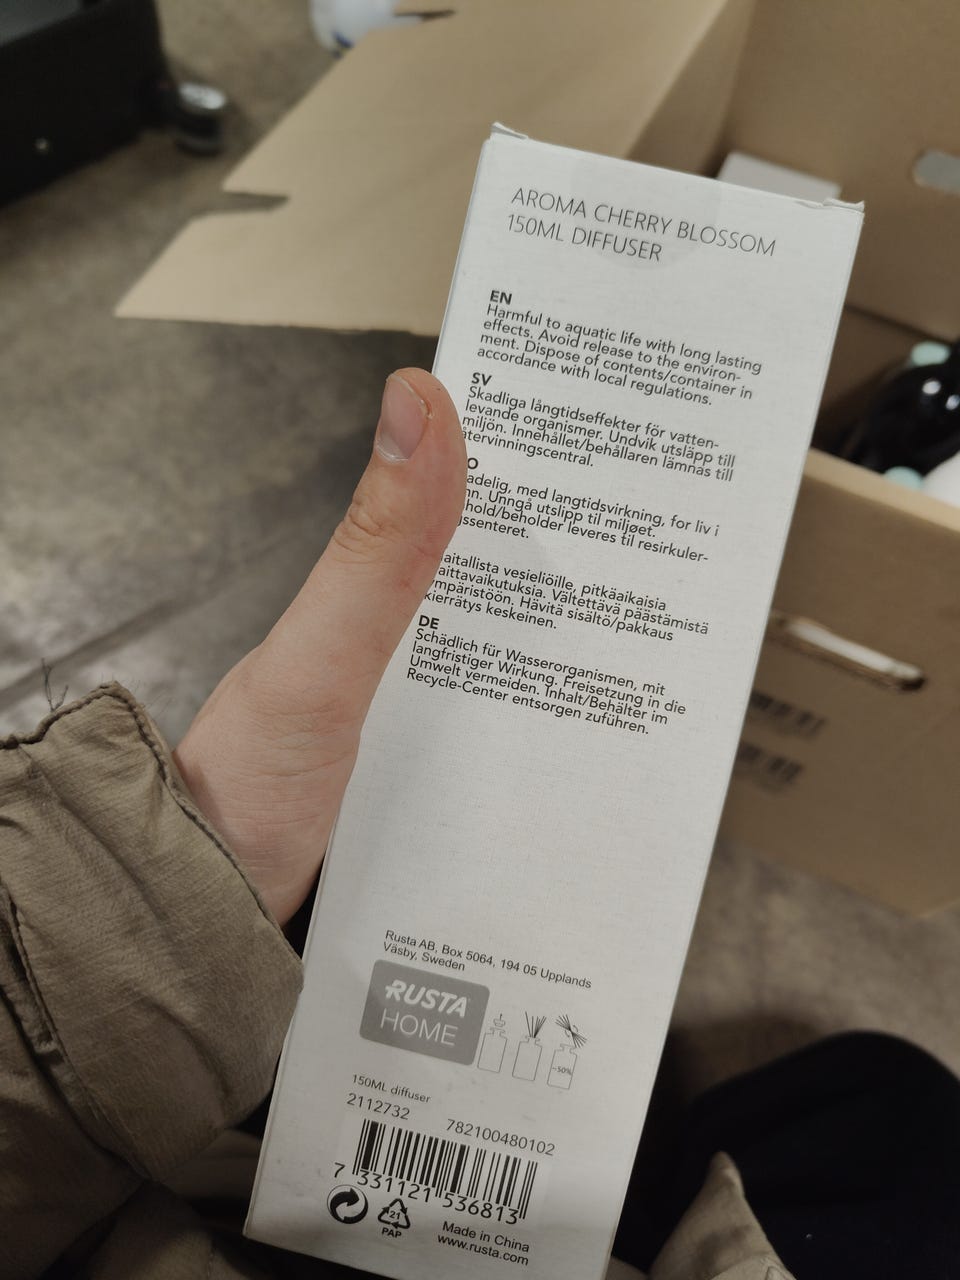 AROMA CHERRY BLOSSOM
150ML DIFFUSER
EN
Harmful to aquatic life with long lasting
effects. Avoid release to the environ-
ment. Dispose of contents/container in
accordance with local regulations.
SV
Skadliga långtidseffekter för vatten-
levande organismer. Undvik utsläpp till
miljön. Innehållet/behållaren lämnas till
återvinningscentral.
O
adelig, med langtidsvirkning, for liv i
nn. Unngå utslipp til miljøet.
hold/beholder leveres til resirkuler-
jssenteret.
aitallista vesieliöille, pitkäaikaisia
aittavaikutuksia. Vältettävä päästämistä
mpäristöön. Hävitä sisältö/pakkaus
kierrätys keskeinen.
DE
Schädlich für Wasserorganismen, mit
langfristiger Wirkung. Freisetzung in die
Umwelt vermeiden. Inhalt/Behälter im
Recycle-Center entsorgen zuführen.
Rusta AB, Box 5064, 194 05 Upplands
Väsby, Sweden
RUSTA
HOME
~50%
150ML diffuser
2112732
782100480102
7 331121 536813
21
PAP
Made in China
www.rusta.com